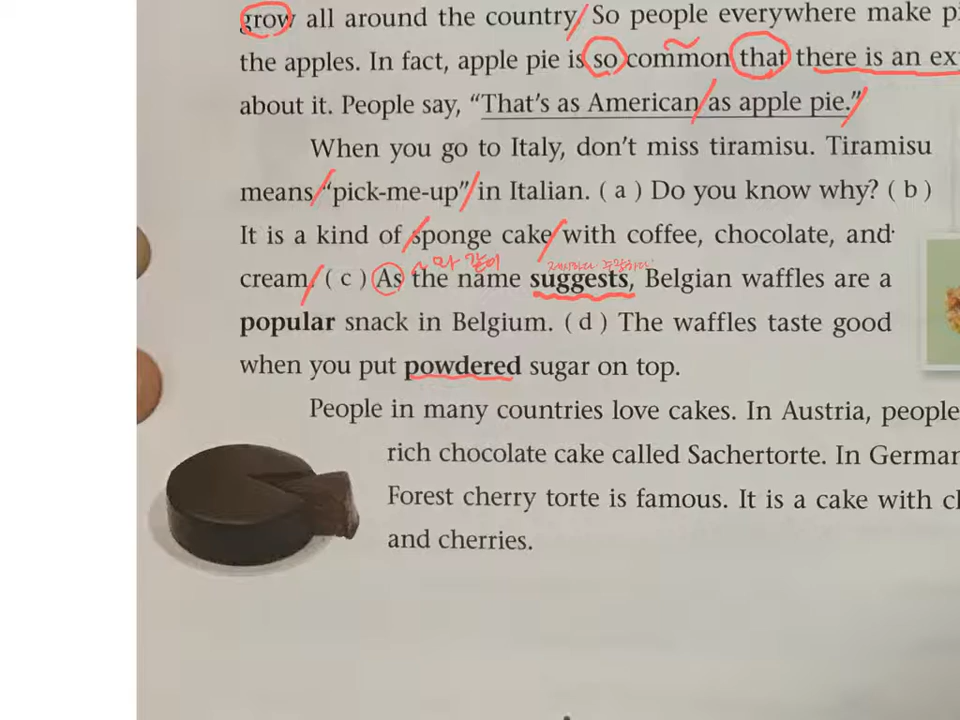 grow all around the country. So people everywhere make
the apples. In fact, apple pie is so common that there is an
about it. People say, “That’s as American as apple pie.”
When you go to Italy, don’t miss tiramisu. Tiramisu
means “pick-me-up” in Italian. ( a ) Do you know why? ( b )
It is a kind of sponge cake with coffee, chocolate, and
~와 같이
cream. ( c ) As the name suggests, Belgian waffles are a
popular snack in Belgium. ( d ) The waffles taste good
when you put powdered sugar on top.
People in many countries love cakes. In Austria, people
rich chocolate cake called Sachertorte. In
Forest cherry torte is famous. It is a cake with
and cherries.